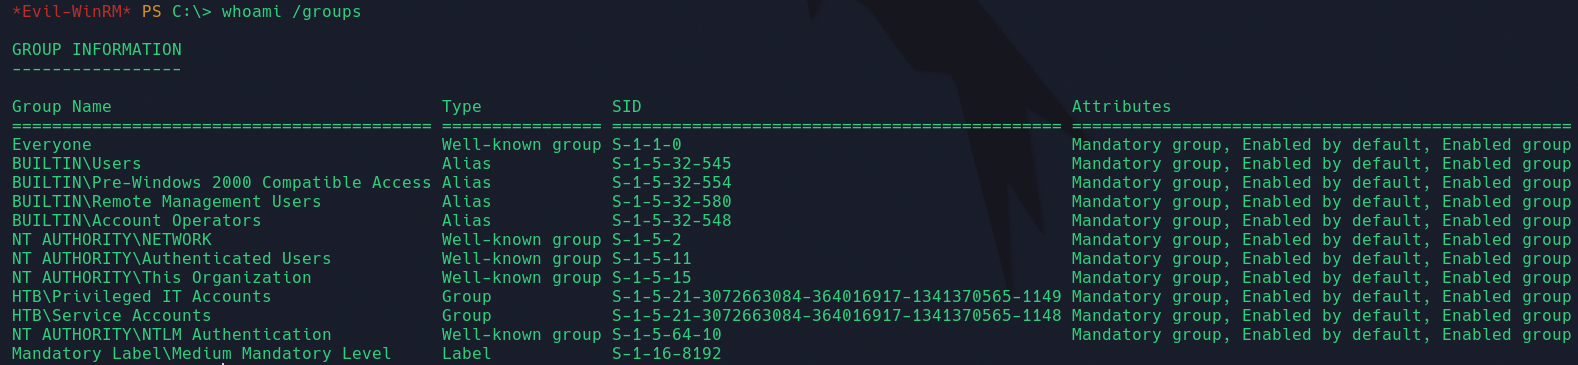 *Evil-WinRM* PS C:\> whoami /groups
GROUP INFORMATION
-----------------
Group Name                                 Type             SID                                           Attributes
========================================== ================ ============================================= ==================================================
Everyone                                   Well-known group S-1-1-0                                       Mandatory group, Enabled by default, Enabled group
BUILTIN\Users                              Alias            S-1-5-32-545                                  Mandatory group, Enabled by default, Enabled group
BUILTIN\Pre-Windows 2000 Compatible Access Alias            S-1-5-32-554                                  Mandatory group, Enabled by default, Enabled group
BUILTIN\Remote Management Users            Alias            S-1-5-32-580                                  Mandatory group, Enabled by default, Enabled group
BUILTIN\Account Operators                  Alias            S-1-5-32-548                                  Mandatory group, Enabled by default, Enabled group
NT AUTHORITY\NETWORK                       Well-known group S-1-5-2                                       Mandatory group, Enabled by default, Enabled group
NT AUTHORITY\Authenticated Users           Well-known group S-1-5-11                                      Mandatory group, Enabled by default, Enabled group
NT AUTHORITY\This Organization             Well-known group S-1-5-15                                      Mandatory group, Enabled by default, Enabled group
HTB\Privileged IT Accounts                 Group            S-1-5-21-3072663084-364016917-1341370565-1149 Mandatory group, Enabled by default, Enabled group
HTB\Service Accounts                       Group            S-1-5-21-3072663084-364016917-1341370565-1148 Mandatory group, Enabled by default, Enabled group
NT AUTHORITY\NTLM Authentication           Well-known group S-1-5-64-10                                   Mandatory group, Enabled by default, Enabled group
Mandatory Label\Medium Mandatory Level     Label            S-1-16-8192